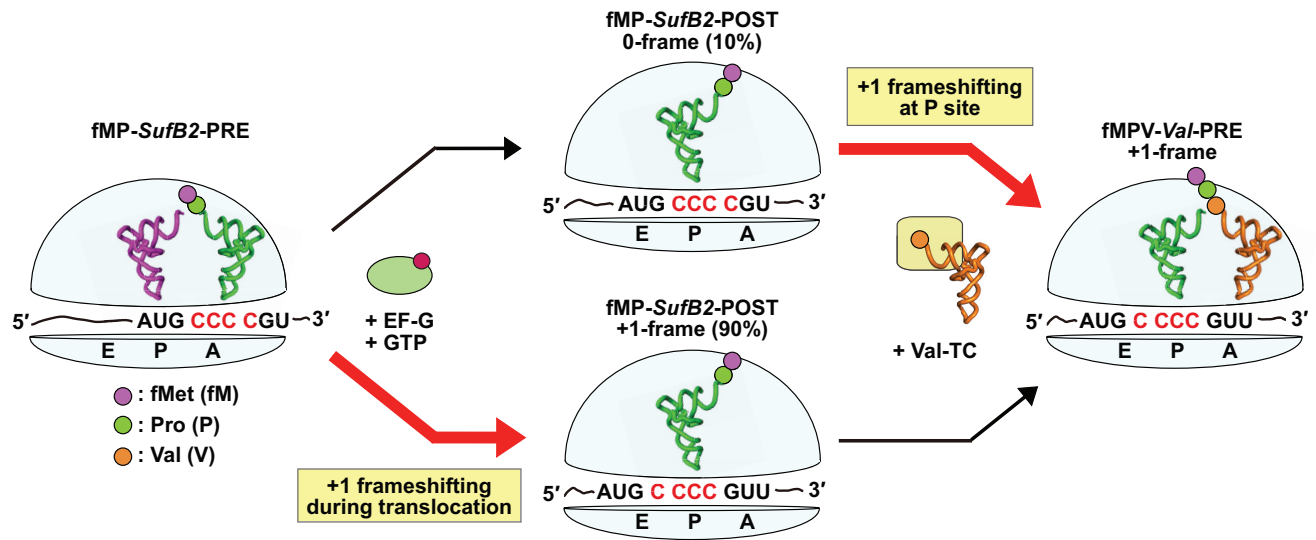 fMP-SufB2-PRE
5′ AUG CCC CGU 3′
E P A
: fMet (fM)
: Pro (P)
: Val (V)
+ EF-G
+ GTP
+1 frameshifting
during translocation
fMP-SufB2-POST
0-frame (10%)
5′ AUG CCC CGU 3′
E P A
fMP-SufB2-POST
+1-frame (90%)
5′ AUG C CCC GUU 3′
E P A
+1 frameshifting
at P site
+ Val-TC
fMPV-Val-PRE
+1-frame
5′ AUG C CCC GUU 3′
E P A